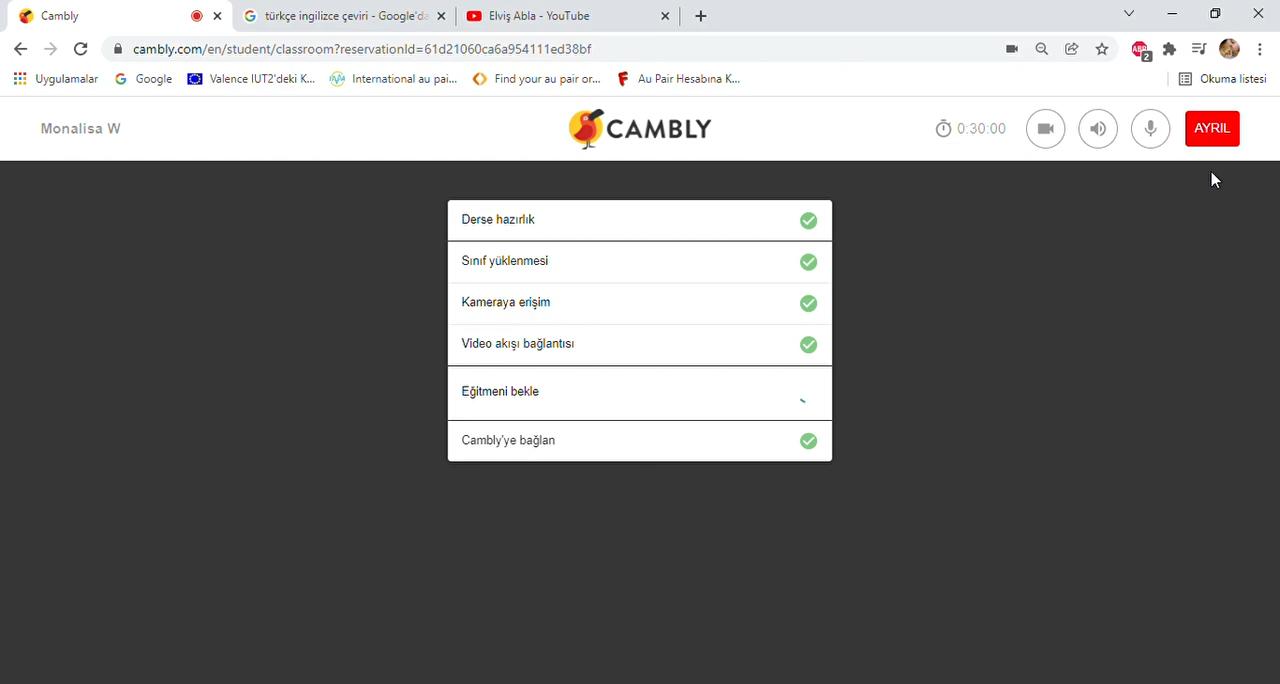 Cambly
türkçe ingilizce çeviri - Google'da
Elviş Abla - YouTube
cambly.com/en/student/classroom?reservationId=61d21060ca6a954111ed38bf
ABP
2
Uygulamalar
Google
Valence IUT2'deki K...
International au pai...
Find your au pair or...
Au Pair Hesabına K...
Okuma listesi
Monalisa W
CAMBLY
0:30:00
AYRIL
Derse hazırlık
Sınıf yüklenmesi
Kameraya erişim
Video akışı bağlantısı
Eğitmeni bekle
Cambly'ye bağlan